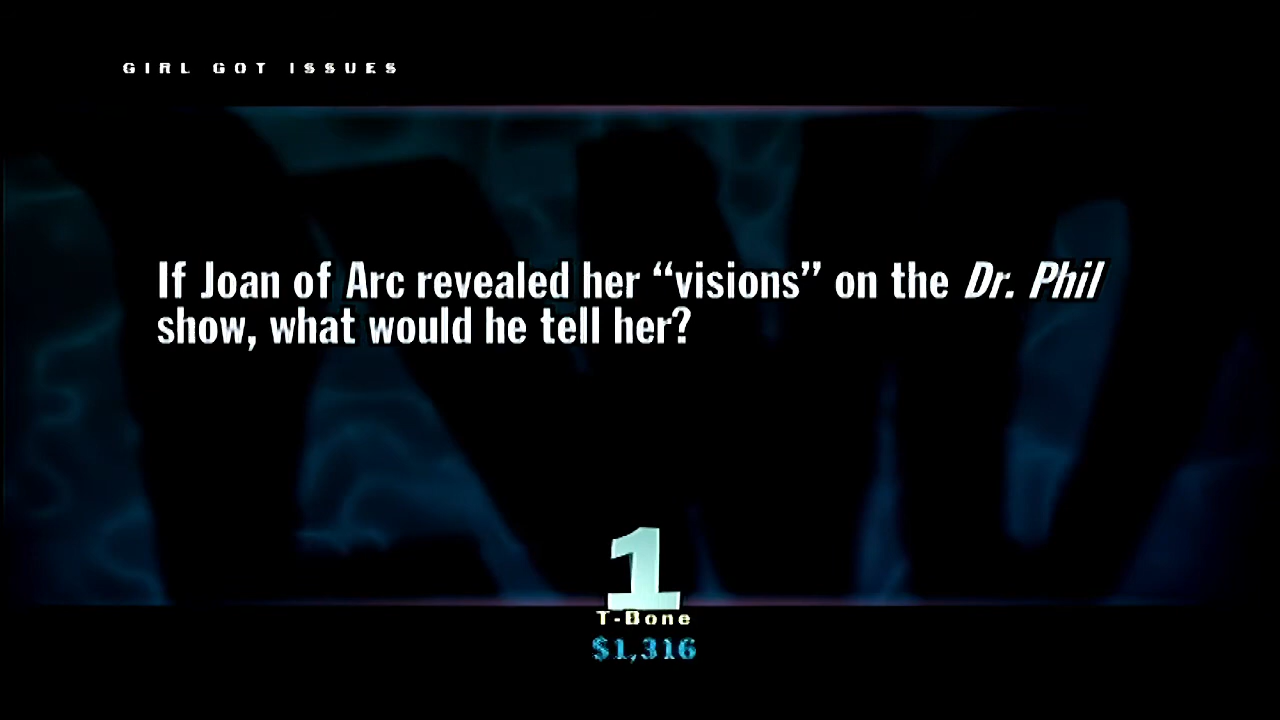 GIRL GOT ISSUES
If Joan of Arc revealed her “visions” on the Dr. Phil
show, what would he tell her?
1
T-Bone
$1,316